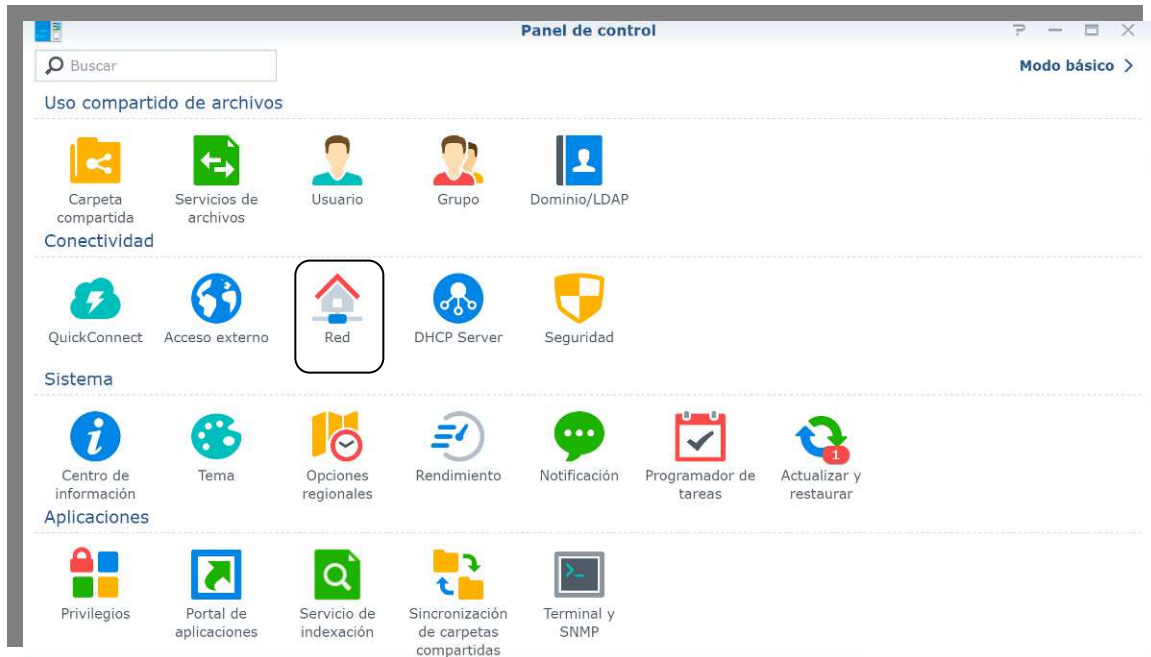 Panel de control
Buscar
Modo básico
Uso compartido de archivos
Carpeta
compartida
Servicios de
archivos
Usuario
Grupo
Dominio/LDAP
Conectividad
QuickConnect
Acceso externo
Red
DHCP Server
Seguridad
Sistema
Centro de
información
Tema
Opciones
regionales
Rendimiento
Notificación
Programador de
tareas
1
Actualizar y
restaurar
Aplicaciones
Privilegios
Portal de
aplicaciones
Servicio de
indexación
Sincronización
de carpetas
compartidas
Terminal y
SNMP